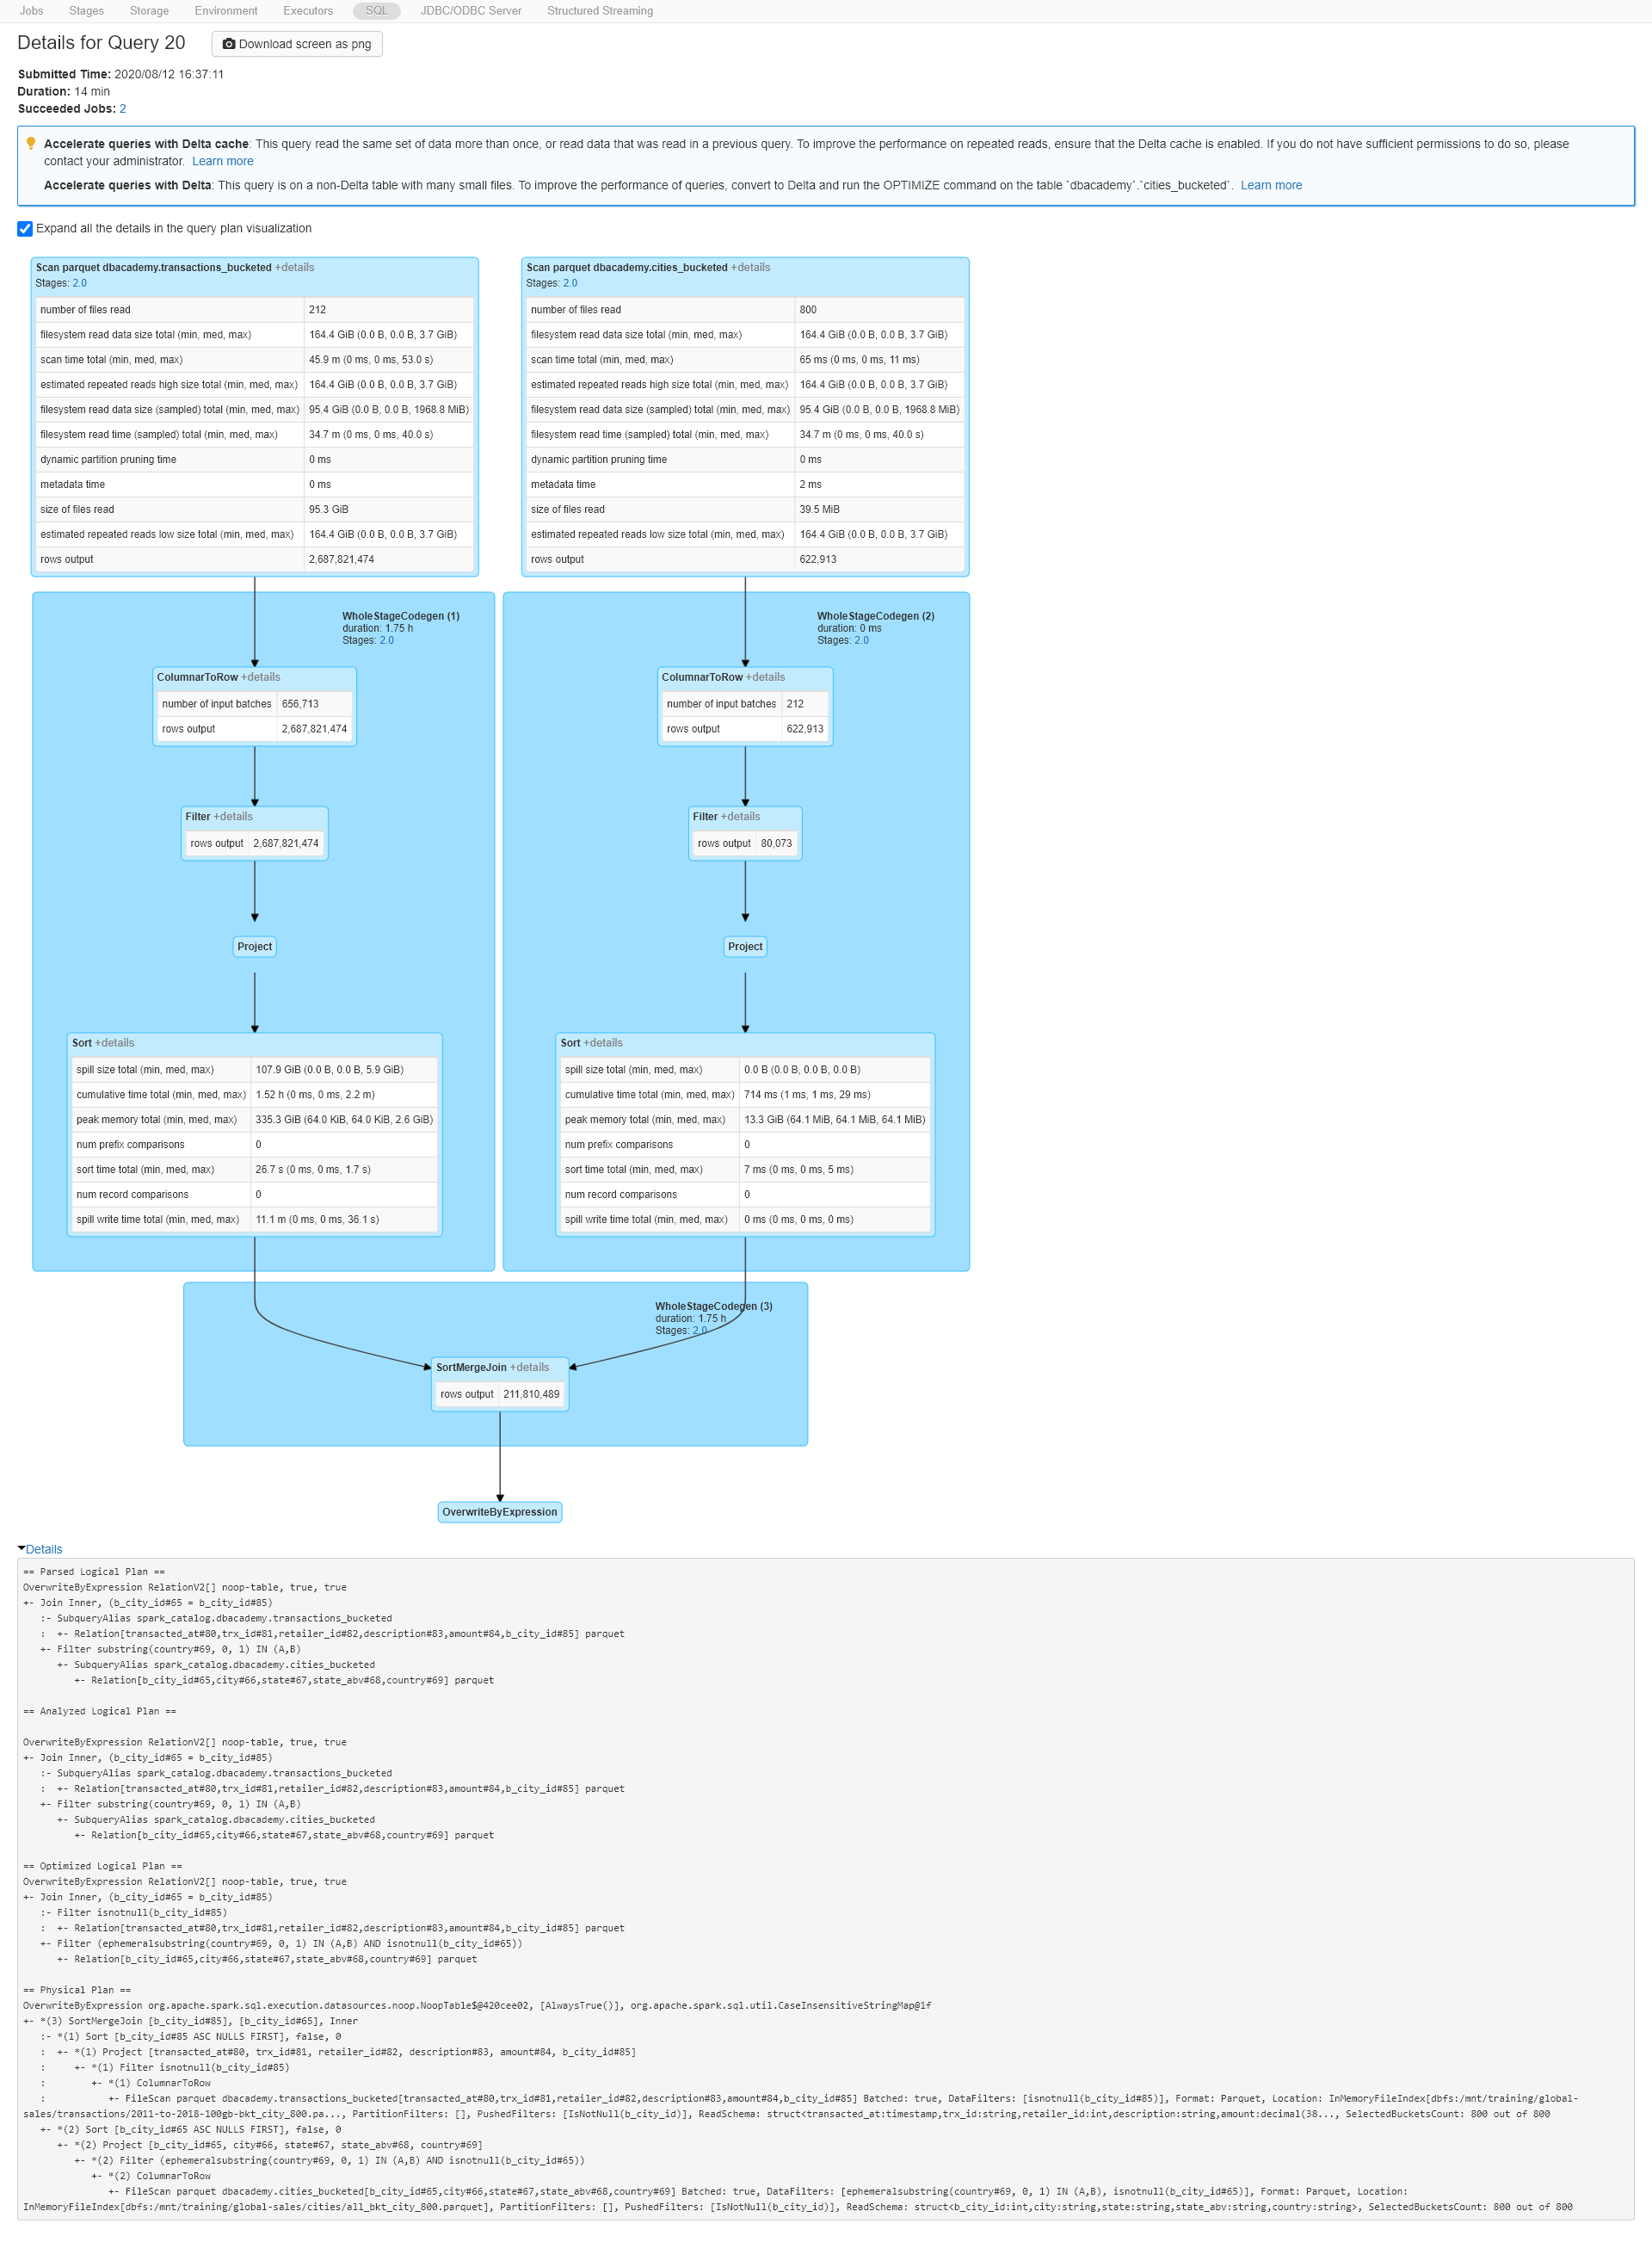 Jobs Stages Storage Environment Executors SQL JDBC/ODBC Server Structured Streaming
Details for Query 20 Download screen as png
Submitted Time: 2020/08/12 16:37:11
Duration: 14 min
Succeeded Jobs: 2
Accelerate queries with Delta cache: This query read the same set of data more than once, or read data that was read in a previous query. To improve the performance on repeated reads, ensure that the Delta cache is enabled. If you do not have sufficient permissions to do so, please
contact your administrator. Learn more
Accelerate queries with Delta: This query is on a non-Delta table with many small files. To improve the performance of queries, convert to Delta and run the OPTIMIZE command on the table `dbacademy`.`cities_bucketed`. Learn more
Expand all the details in the query plan visualization
Scan parquet dbacademy.transactions_bucketed +details
Stages: 2.0
number of files read 212
filesystem read data size total (min, med, max) 164.4 GiB (0.0 B, 0.0 B, 3.7 GiB)
scan time total (min, med, max) 45.9 m (0 ms, 0 ms, 53.0 s)
estimated repeated reads high size total (min, med, max) 164.4 GiB (0.0 B, 0.0 B, 3.7 GiB)
filesystem read data size (sampled) total (min, med, max) 95.4 GiB (0.0 B, 0.0 B, 1968.8 MiB)
filesystem read time (sampled) total (min, med, max) 34.7 m (0 ms, 0 ms, 40.0 s)
dynamic partition pruning time 0 ms
metadata time 0 ms
size of files read 95.3 GiB
estimated repeated reads low size total (min, med, max) 164.4 GiB (0.0 B, 0.0 B, 3.7 GiB)
rows output 2,687,821,474
Scan parquet dbacademy.cities_bucketed +details
Stages: 2.0
number of files read 800
filesystem read data size total (min, med, max) 164.4 GiB (0.0 B, 0.0 B, 3.7 GiB)
scan time total (min, med, max) 65 ms (0 ms, 0 ms, 11 ms)
estimated repeated reads high size total (min, med, max) 164.4 GiB (0.0 B, 0.0 B, 3.7 GiB)
filesystem read data size (sampled) total (min, med, max) 95.4 GiB (0.0 B, 0.0 B, 1968.8 MiB)
filesystem read time (sampled) total (min, med, max) 34.7 m (0 ms, 0 ms, 40.0 s)
dynamic partition pruning time 0 ms
metadata time 2 ms
size of files read 39.5 MiB
estimated repeated reads low size total (min, med, max) 164.4 GiB (0.0 B, 0.0 B, 3.7 GiB)
rows output 622,913
WholeStageCodegen (1)
duration: 1.75 h
Stages: 2.0
ColumnarToRow +details
number of input batches 656,713
rows output 2,687,821,474
Filter +details
rows output 2,687,821,474
Project
Sort +details
spill size total (min, med, max) 107.9 GiB (0.0 B, 0.0 B, 5.9 GiB)
cumulative time total (min, med, max) 1.52 h (0 ms, 0 ms, 2.2 m)
peak memory total (min, med, max) 335.3 GiB (64.0 KiB, 64.0 KiB, 2.6 GiB)
num prefix comparisons 0
sort time total (min, med, max) 26.7 s (0 ms, 0 ms, 1.7 s)
num record comparisons 0
spill write time total (min, med, max) 11.1 m (0 ms, 0 ms, 36.1 s)
WholeStageCodegen (2)
duration: 0 ms
Stages: 2.0
ColumnarToRow +details
number of input batches 212
rows output 622,913
Filter +details
rows output 80,073
Project
Sort +details
spill size total (min, med, max) 0.0 B (0.0 B, 0.0 B, 0.0 B)
cumulative time total (min, med, max) 714 ms (1 ms, 1 ms, 29 ms)
peak memory total (min, med, max) 13.3 GiB (64.1 MiB, 64.1 MiB, 64.1 MiB)
num prefix comparisons 0
sort time total (min, med, max) 7 ms (0 ms, 0 ms, 5 ms)
num record comparisons 0
spill write time total (min, med, max) 0 ms (0 ms, 0 ms, 0 ms)
WholeStageCodegen (3)
duration: 1.75 h
Stages: 2.0
SortMergeJoin +details
rows output 211,810,489
OverwriteByExpression
Details
== Parsed Logical Plan ==
OverwriteByExpression RelationV2[] noop-table, true, true
+- Join Inner, (b_city_id#65 = b_city_id#85)
   :- SubqueryAlias spark_catalog.dbacademy.transactions_bucketed
   :  +- Relation[transacted_at#80,trx_id#81,retailer_id#82,description#83,amount#84,b_city_id#85] parquet
   +- Filter substring(country#69, 0, 1) IN (A,B)
      +- SubqueryAlias spark_catalog.dbacademy.cities_bucketed
         +- Relation[b_city_id#65,city#66,state#67,state_abv#68,country#69] parquet
== Analyzed Logical Plan ==
OverwriteByExpression RelationV2[] noop-table, true, true
+- Join Inner, (b_city_id#65 = b_city_id#85)
   :- SubqueryAlias spark_catalog.dbacademy.transactions_bucketed
   :  +- Relation[transacted_at#80,trx_id#81,retailer_id#82,description#83,amount#84,b_city_id#85] parquet
   +- Filter substring(country#69, 0, 1) IN (A,B)
      +- SubqueryAlias spark_catalog.dbacademy.cities_bucketed
         +- Relation[b_city_id#65,city#66,state#67,state_abv#68,country#69] parquet
== Optimized Logical Plan ==
OverwriteByExpression RelationV2[] noop-table, true, true
+- Join Inner, (b_city_id#65 = b_city_id#85)
   :- Filter isnotnull(b_city_id#85)
   :  +- Relation[transacted_at#80,trx_id#81,retailer_id#82,description#83,amount#84,b_city_id#85] parquet
   +- Filter (ephemeralsubstring(country#69, 0, 1) IN (A,B) AND isnotnull(b_city_id#65))
      +- Relation[b_city_id#65,city#66,state#67,state_abv#68,country#69] parquet
== Physical Plan ==
OverwriteByExpression org.apache.spark.sql.execution.datasources.noop.NoopTable$@420cee02, [AlwaysTrue()], org.apache.spark.sql.util.CaseInsensitiveStringMap@1f
+- *(3) SortMergeJoin [b_city_id#85], [b_city_id#65], Inner
   :- *(1) Sort [b_city_id#85 ASC NULLS FIRST], false, 0
   :  +- *(1) Project [transacted_at#80, trx_id#81, retailer_id#82, description#83, amount#84, b_city_id#85]
   :     +- *(1) Filter isnotnull(b_city_id#85)
   :        +- *(1) ColumnarToRow
   :           +- FileScan parquet dbacademy.transactions_bucketed[transacted_at#80,trx_id#81,retailer_id#82,description#83,amount#84,b_city_id#85] Batched: true, DataFilters: [isnotnull(b_city_id#85)], Format: Parquet, Location: InMemoryFileIndex[dbfs:/mnt/training/global-
sales/transactions/2011-to-2018-100gb-bkt_city_800.pa..., PartitionFilters: [], PushedFilters: [IsNotNull(b_city_id)], ReadSchema: struct<transacted_at:timestamp,trx_id:string,retailer_id:int,description:string,amount:decimal(38..., SelectedBucketsCount: 800 out of 800
   +- *(2) Sort [b_city_id#65 ASC NULLS FIRST], false, 0
      +- *(2) Project [b_city_id#65, city#66, state#67, state_abv#68, country#69]
         +- *(2) Filter (ephemeralsubstring(country#69, 0, 1) IN (A,B) AND isnotnull(b_city_id#65))
            +- *(2) ColumnarToRow
               +- FileScan parquet dbacademy.cities_bucketed[b_city_id#65,city#66,state#67,state_abv#68,country#69] Batched: true, DataFilters: [ephemeralsubstring(country#69, 0, 1) IN (A,B), isnotnull(b_city_id#65)], Format: Parquet, Location:
InMemoryFileIndex[dbfs:/mnt/training/global-sales/cities/all_bkt_city_800.parquet], PartitionFilters: [], PushedFilters: [IsNotNull(b_city_id)], ReadSchema: struct<b_city_id:int,city:string,state:string,state_abv:string,country:string>, SelectedBucketsCount: 800 out of 800